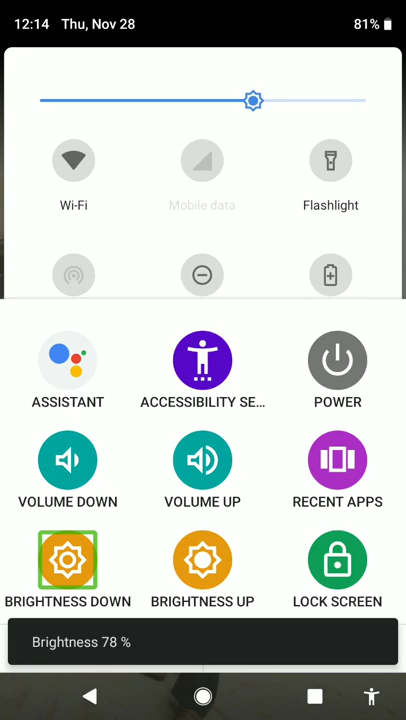 12:14 Thu, Nov 28 81%
Wi-Fi Mobile data Flashlight
ASSISTANT ACCESSIBILITY SE... POWER
VOLUME DOWN VOLUME UP RECENT APPS
BRIGHTNESS DOWN BRIGHTNESS UP LOCK SCREEN
Brightness 78 %